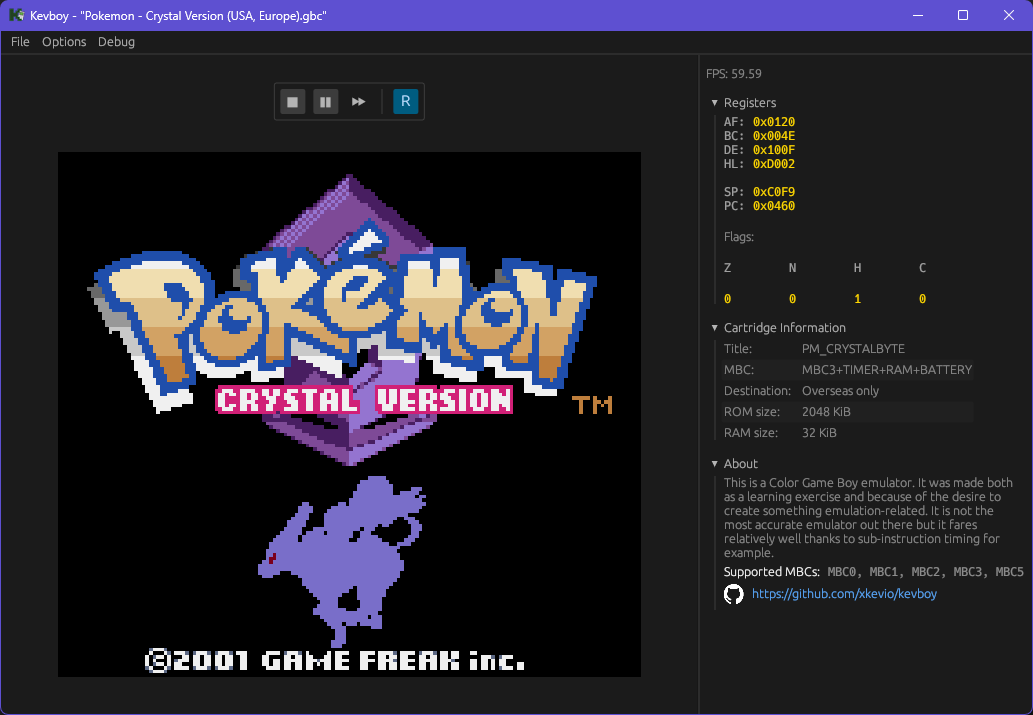 Kevboy - "Pokemon - Crystal Version (USA, Europe).gbc"
File Options Debug
R
POKéMON
CRYSTAL VERSION
TM
©2001 GAME FREAK inc.
FPS: 59.59
Registers
AF: 0x0120
BC: 0x004E
DE: 0x100F
HL: 0xD002
SP: 0xC0F9
PC: 0x0460
Flags:
Z N H C
0 0 1 0
Cartridge Information
Title: PM_CRYSTALBYTE
MBC: MBC3+TIMER+RAM+BATTERY
Destination: Overseas only
ROM size: 2048 KiB
RAM size: 32 KiB
About
This is a Color Game Boy emulator. It was made both
as a learning exercise and because of the desire to
create something emulation-related. It is not the
most accurate emulator out there but it fares
relatively well thanks to sub-instruction timing for
example.
Supported MBCs: MBC0, MBC1, MBC2, MBC3, MBC5
https://github.com/xkevio/kevboy